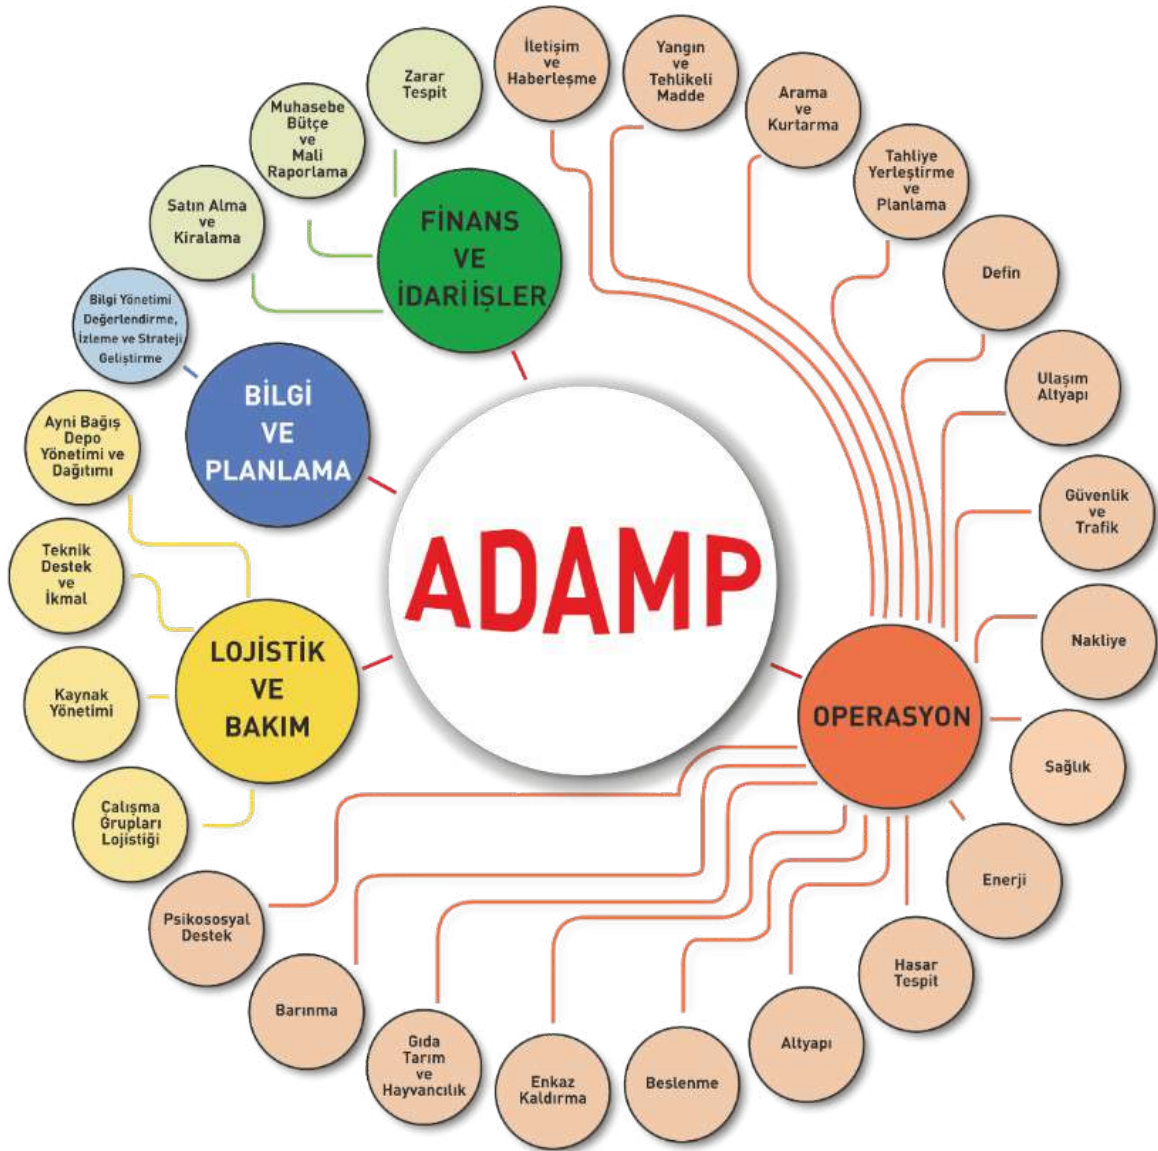 İletişim
ve
Haberleşme
Yangın
ve
Tehlikeli
Madde
Arama
ve
Kurtarma
Tahliye
Yerleştirme
ve
Planlama
Defin
Ulaşım
Altyapı
Güvenlik
ve
Trafik
Nakliye
Sağlık
Enerji
Hasar
Tespit
Altyapı
Beslenme
Enkaz
Kaldırma
Gıda
Tarım
ve
Hayvancılık
Barınma
Psikososyal
Destek
Çalışma
Grupları
Lojistiği
Kaynak
Yönetimi
Teknik
Destek
ve
İkmal
Ayni Bağış
Depo
Yönetimi ve
Dağıtımı
Bilgi Yönetimi
Değerlendirme,
İzleme ve Strateji
Geliştirme
Satın Alma
ve
Kiralama
Muhasebe
Bütçe
ve
Mali
Raporlama
Zarar
Tespit
FİNANS
VE
İDARİ İŞLER
BİLGİ
VE
PLANLAMA
LOJİSTİK
VE
BAKIM
ADAMP
OPERASYON